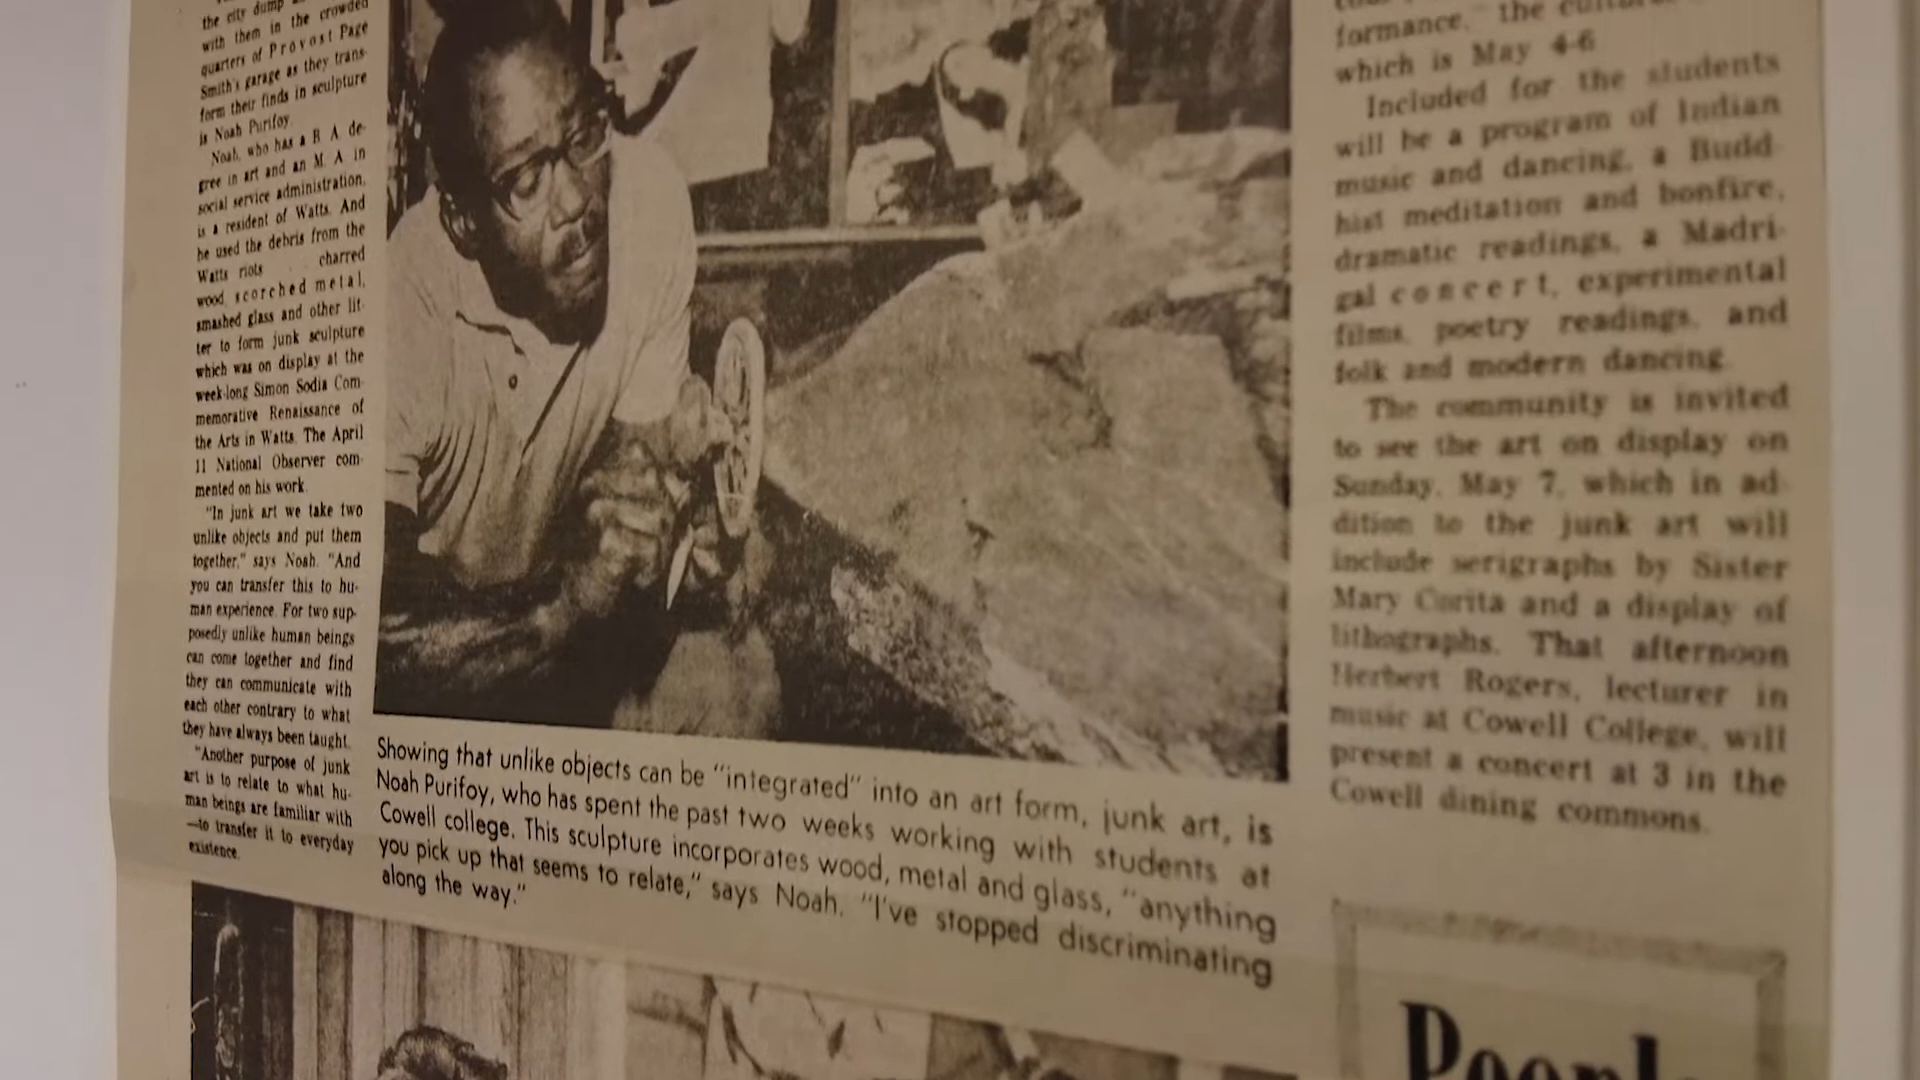 the city dump
with them in the crowded
quarters of Provost Page
Smith's garage as they trans-
form their finds in sculpture
is Noah Purifoy.
Noah, who has a B. A. de-
gree in art and an M. A. in
social service administration,
is a resident of Watts. And
he used the debris from the
Watts riots charred
wood, scorched metal,
smashed glass and other lit-
ter to form junk sculpture
which was on display at the
week-long Simon Sodia Com-
memorative Renaissance of
the Arts in Watts. The April
11 National Observer com-
mented on his work.
"In junk art we take two
unlike objects and put them
together," says Noah. "And
you can transfer this to hu-
man experience. For two sup-
posedly unlike human beings
can come together and find
they can communicate with
each other contrary to what
they have always been taught.
"Another purpose of junk
art is to relate to what hu-
man beings are familiar with
—to transfer it to everyday
existence.
Showing that unlike objects can be "integrated" into an art form, junk art, is
Noah Purifoy, who has spent the past two weeks working with students at
Cowell college. This sculpture incorporates wood, metal and glass, "anything
you pick up that seems to relate," says Noah. "I've stopped discriminating
along the way."
formance," the
which is May 4-6
Included for the students
will be a program of Indian
music and dancing, a Budd-
hist meditation and bonfire,
dramatic readings, a Madri-
gal concert, experimental
films, poetry readings, and
folk and modern dancing.
The community is invited
to see the art on display on
Sunday, May 7, which in ad-
dition to the junk art will
include serigraphs by Sister
Mary Corita and a display of
lithographs. That afternoon
Herbert Rogers, lecturer in
music at Cowell College, will
present a concert at 3 in the
Cowell dining commons.